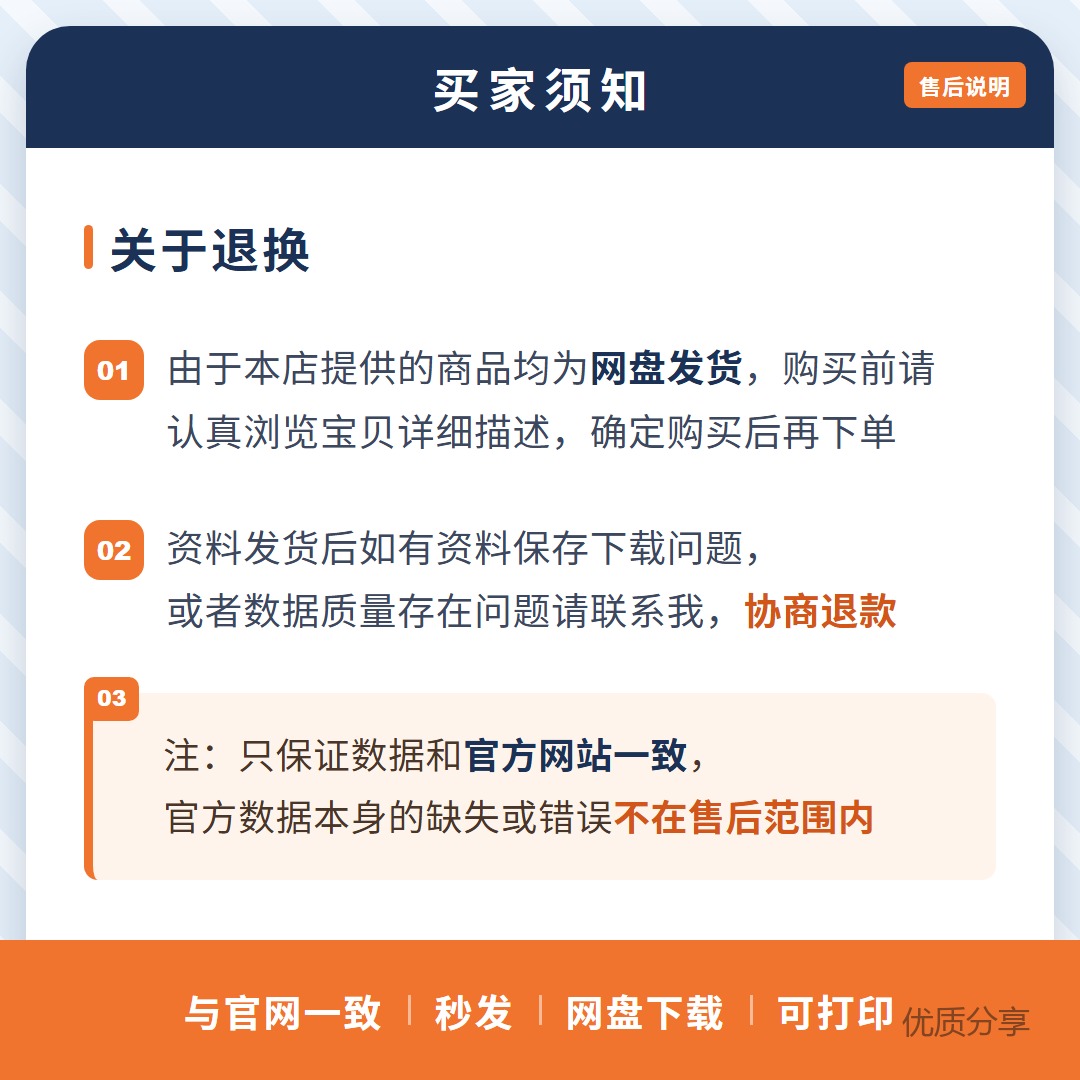 买家须知
售后说明
关于退换
01
由于本店提供的商品均为网盘发货，购买前请
认真浏览宝贝详细描述，确定购买后再下单
02
资料发货后如有资料保存下载问题，
或者数据质量存在问题请联系我，协商退款
03
注：只保证数据和官方网站一致，
官方数据本身的缺失或错误不在售后范围内
与官网一致｜秒发｜网盘下载｜可打印
优质分享